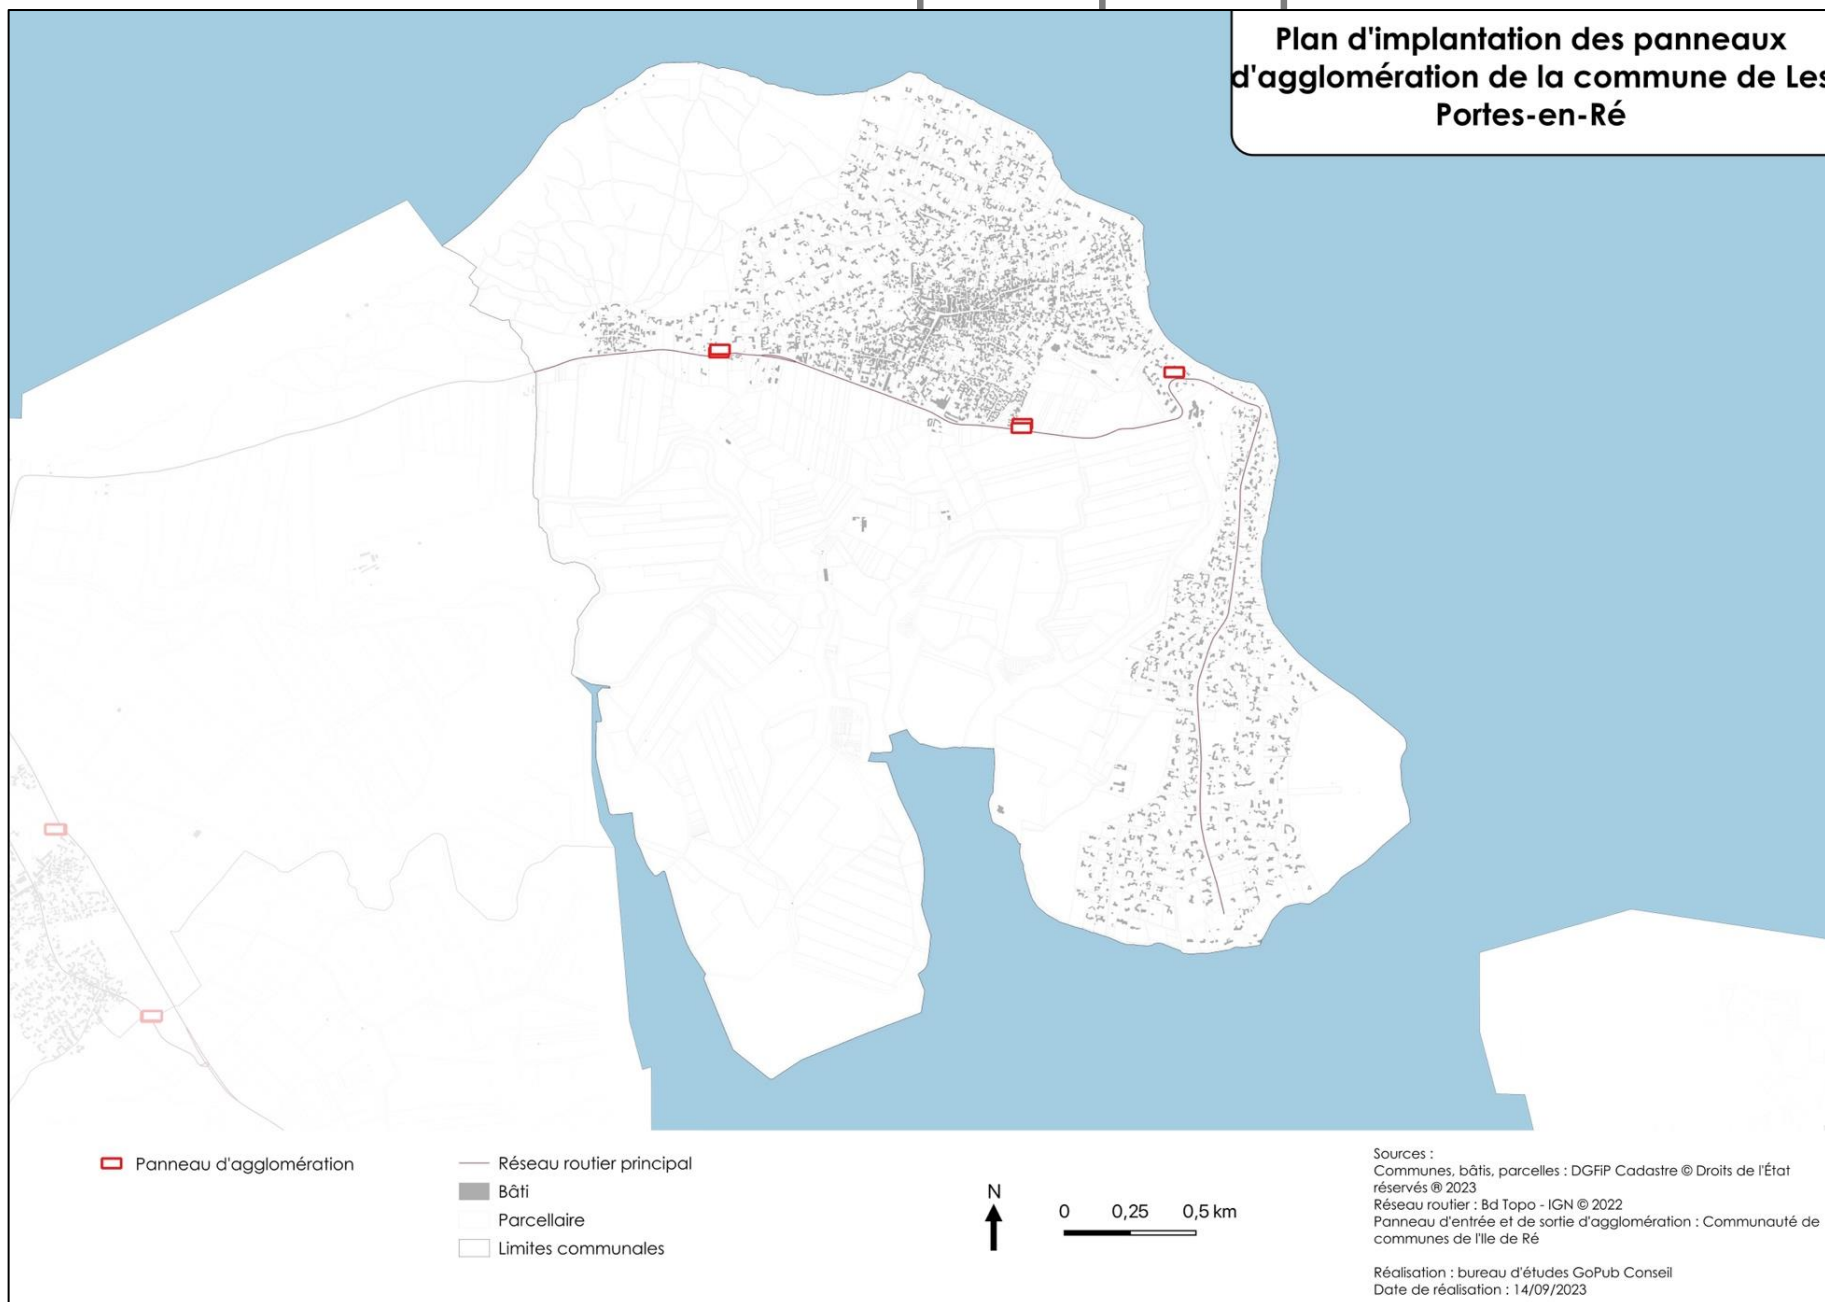 Plan d'implantation des panneaux
d'agglomération de la commune de Les
Portes-en-Ré
Panneau d'agglomération
Réseau routier principal
Bâti
Parcellaire
Limites communales
N
0 0,25 0,5 km
Sources :
Communes, bâtis, parcelles : DGFiP Cadastre © Droits de l'État
réservés ® 2023
Réseau routier : Bd Topo - IGN © 2022
Panneau d'entrée et de sortie d'agglomération : Communauté de
communes de l'Ile de Ré
Réalisation : bureau d'études GoPub Conseil
Date de réalisation : 14/09/2023